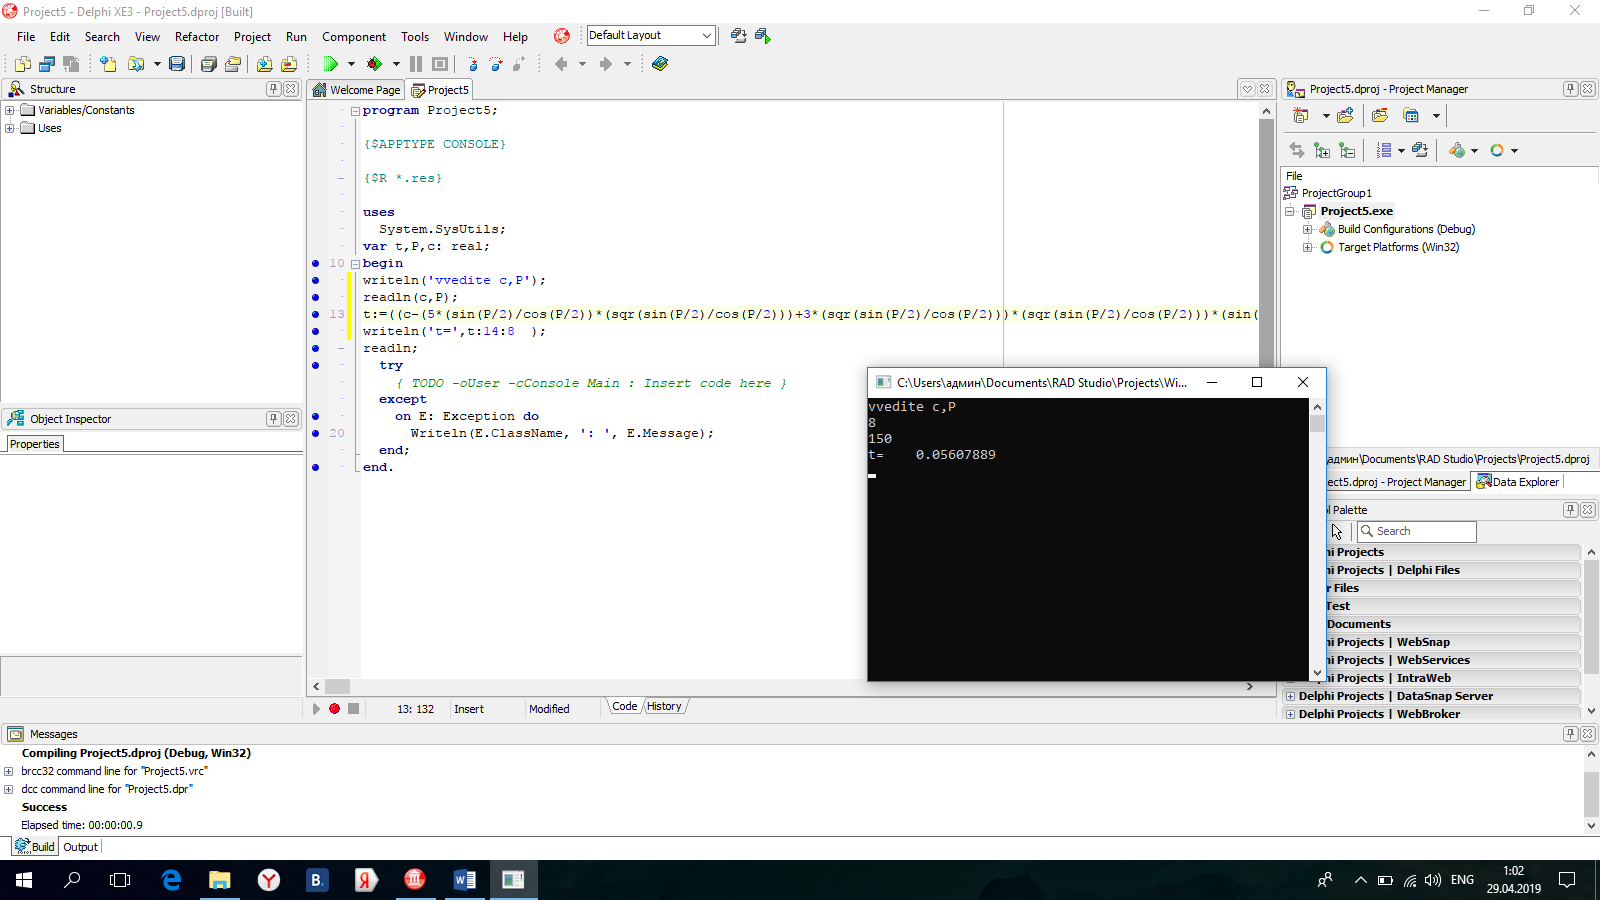 Project5 - Delphi XE3 - Project5.dproj [Built]
File Edit Search View Refactor Project Run Component Tools Window Help Default Layout
Structure
Variables/Constants
Uses
Object Inspector
Properties
Welcome Page Project5
program Project5;
{$APPTYPE CONSOLE}
{$R *.res}
uses
System.SysUtils;
var t,P,c: real;
10 begin
writeln('vvedite c,P');
readln(c,P);
13 t:=((c-(5*(sin(P/2)/cos(P/2))*(sqr(sin(P/2)/cos(P/2)))+3*(sqr(sin(P/2)/cos(P/2)))*(sqr(sin(P/2)/cos(P/2)))*(sin(
writeln('t=',t:14:8 );
readln;
try
{ TODO -oUser -cConsole Main : Insert code here }
except
on E: Exception do
20 Writeln(E.ClassName, ': ', E.Message);
end;
end.
13: 132 Insert Modified Code History
C:\Users\админ\Documents\RAD Studio\Projects\Wi...
vvedite c,P
8
150
t= 0.05607889
Project5.dproj - Project Manager
File
ProjectGroup1
Project5.exe
Build Configurations (Debug)
Target Platforms (Win32)
админ\Documents\RAD Studio\Projects\Project5.dproj
ect5.dproj - Project Manager Data Explorer
l Palette
Search
hi Projects
hi Projects | Delphi Files
r Files
Test
Documents
hi Projects | WebSnap
hi Projects | WebServices
hi Projects | IntraWeb
Delphi Projects | DataSnap Server
Delphi Projects | WebBroker
Messages
Compiling Project5.dproj (Debug, Win32)
brcc32 command line for "Project5.vrc"
dcc command line for "Project5.dpr"
Success
Elapsed time: 00:00:00.9
Build Output
ENG 1:02
29.04.2019